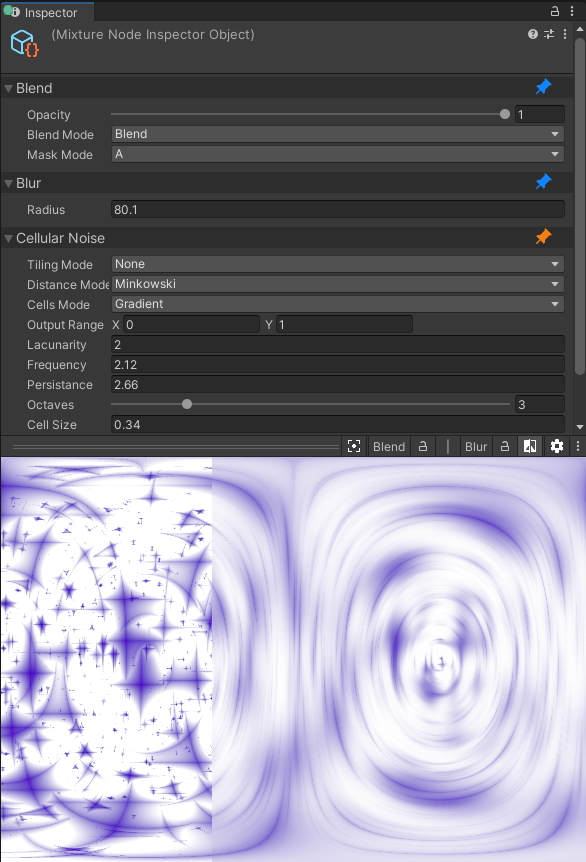 Inspector
(Mixture Node Inspector Object)
Blend
Opacity 1
Blend Mode Blend
Mask Mode A
Blur
Radius 80.1
Cellular Noise
Tiling Mode None
Distance Mode Minkowski
Cells Mode Gradient
Output Range X 0 Y 1
Lacunarity 2
Frequency 2.12
Persistance 2.66
Octaves 3
Cell Size 0.34
Blend | Blur